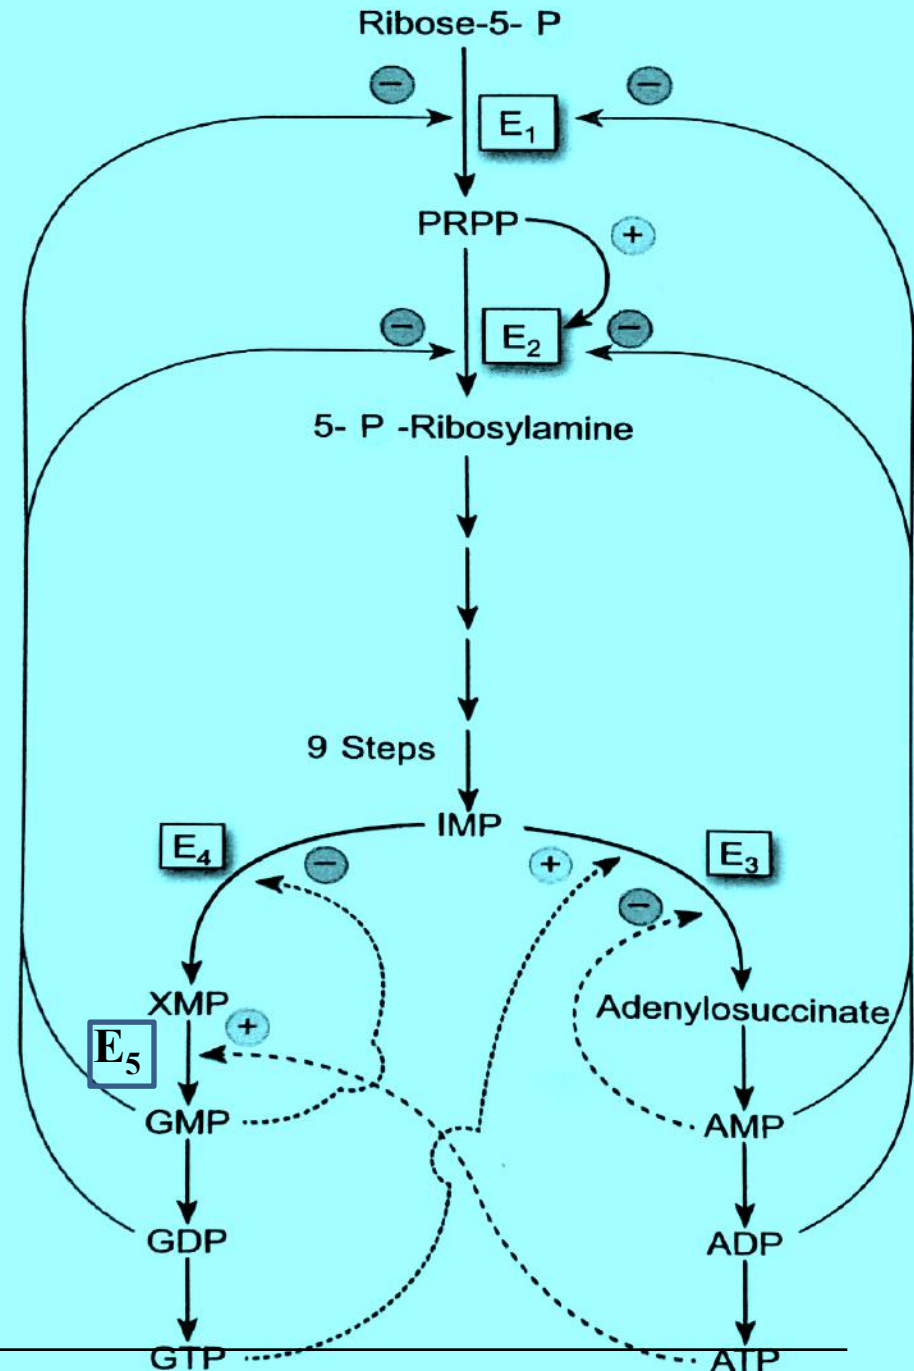 Ribose-5- P
−
−
E₁
PRPP
+
−
E₂
−
5- P -Ribosylamine
9 Steps
IMP
E₄
−
+
E₃
−
XMP
Adenylosuccinate
E₅
+
GMP
AMP
GDP
ADP
GTP
ATP